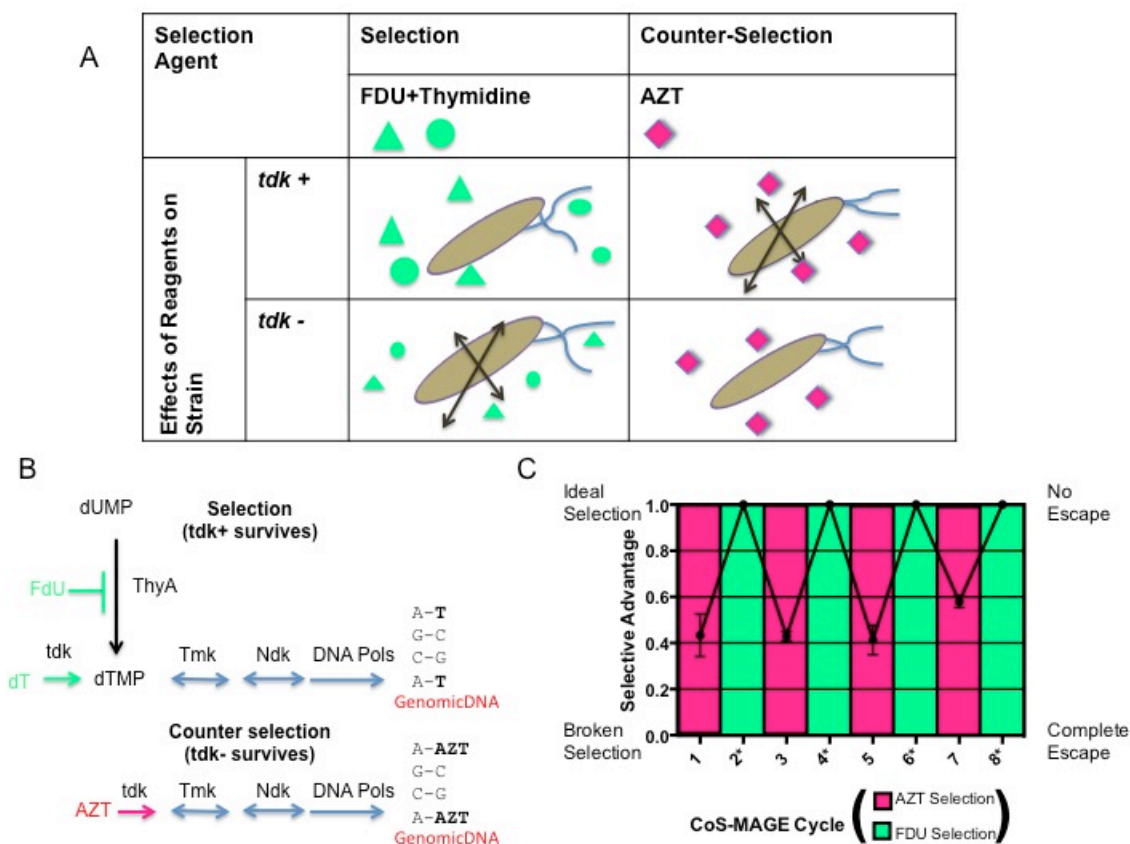 A
Selection Agent
Selection
Counter-Selection
FDU+Thymidine
AZT
Effects of Reagents on Strain
tdk +
tdk -
B
dUMP
Selection
(tdk+ survives)
FdU
ThyA
tdk
dT
dTMP
Tmk
Ndk
DNA Pols
A-T
G-C
C-G
A-T
GenomicDNA
Counter selection
(tdk- survives)
AZT
tdk
Tmk
Ndk
DNA Pols
A-AZT
G-C
C-G
A-AZT
GenomicDNA
C
Ideal
Selection
No
Escape
Selective Advantage
1.0
0.8
0.6
0.4
0.2
0.0
Broken
Selection
Complete
Escape
1
2*
3
4*
5
6*
7
8*
CoS-MAGE Cycle
AZT Selection
FDU Selection